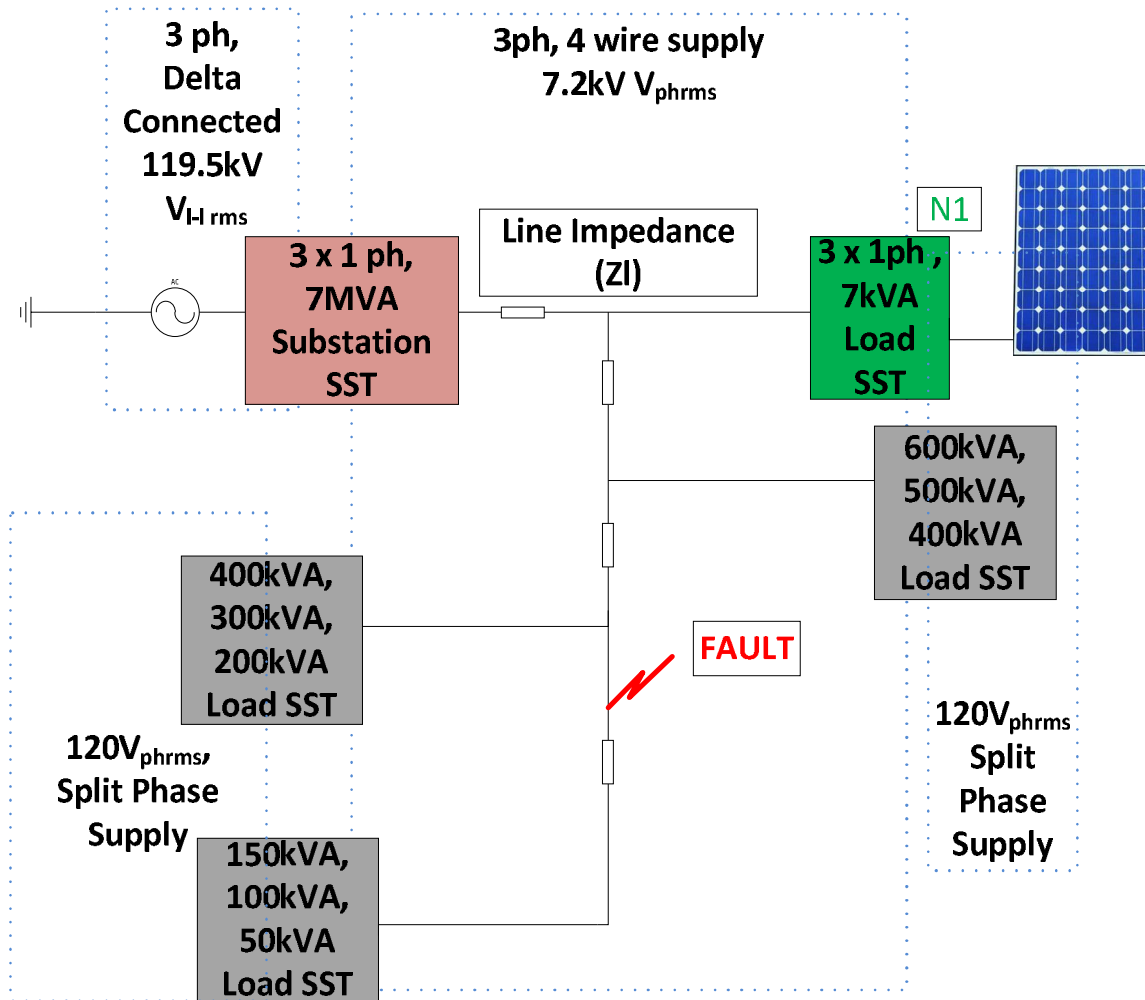 3 ph,
Delta
Connected
119.5kV
Vl-l rms
3ph, 4 wire supply
7.2kV Vphrms
N1
AC
3 x 1 ph,
7MVA
Substation
SST
Line Impedance
(Zl)
3 x 1ph ,
7kVA
Load
SST
600kVA,
500kVA,
400kVA
Load SST
400kVA,
300kVA,
200kVA
Load SST
FAULT
120Vphrms,
Split Phase
Supply
120Vphrms
Split
Phase
Supply
150kVA,
100kVA,
50kVA
Load SST